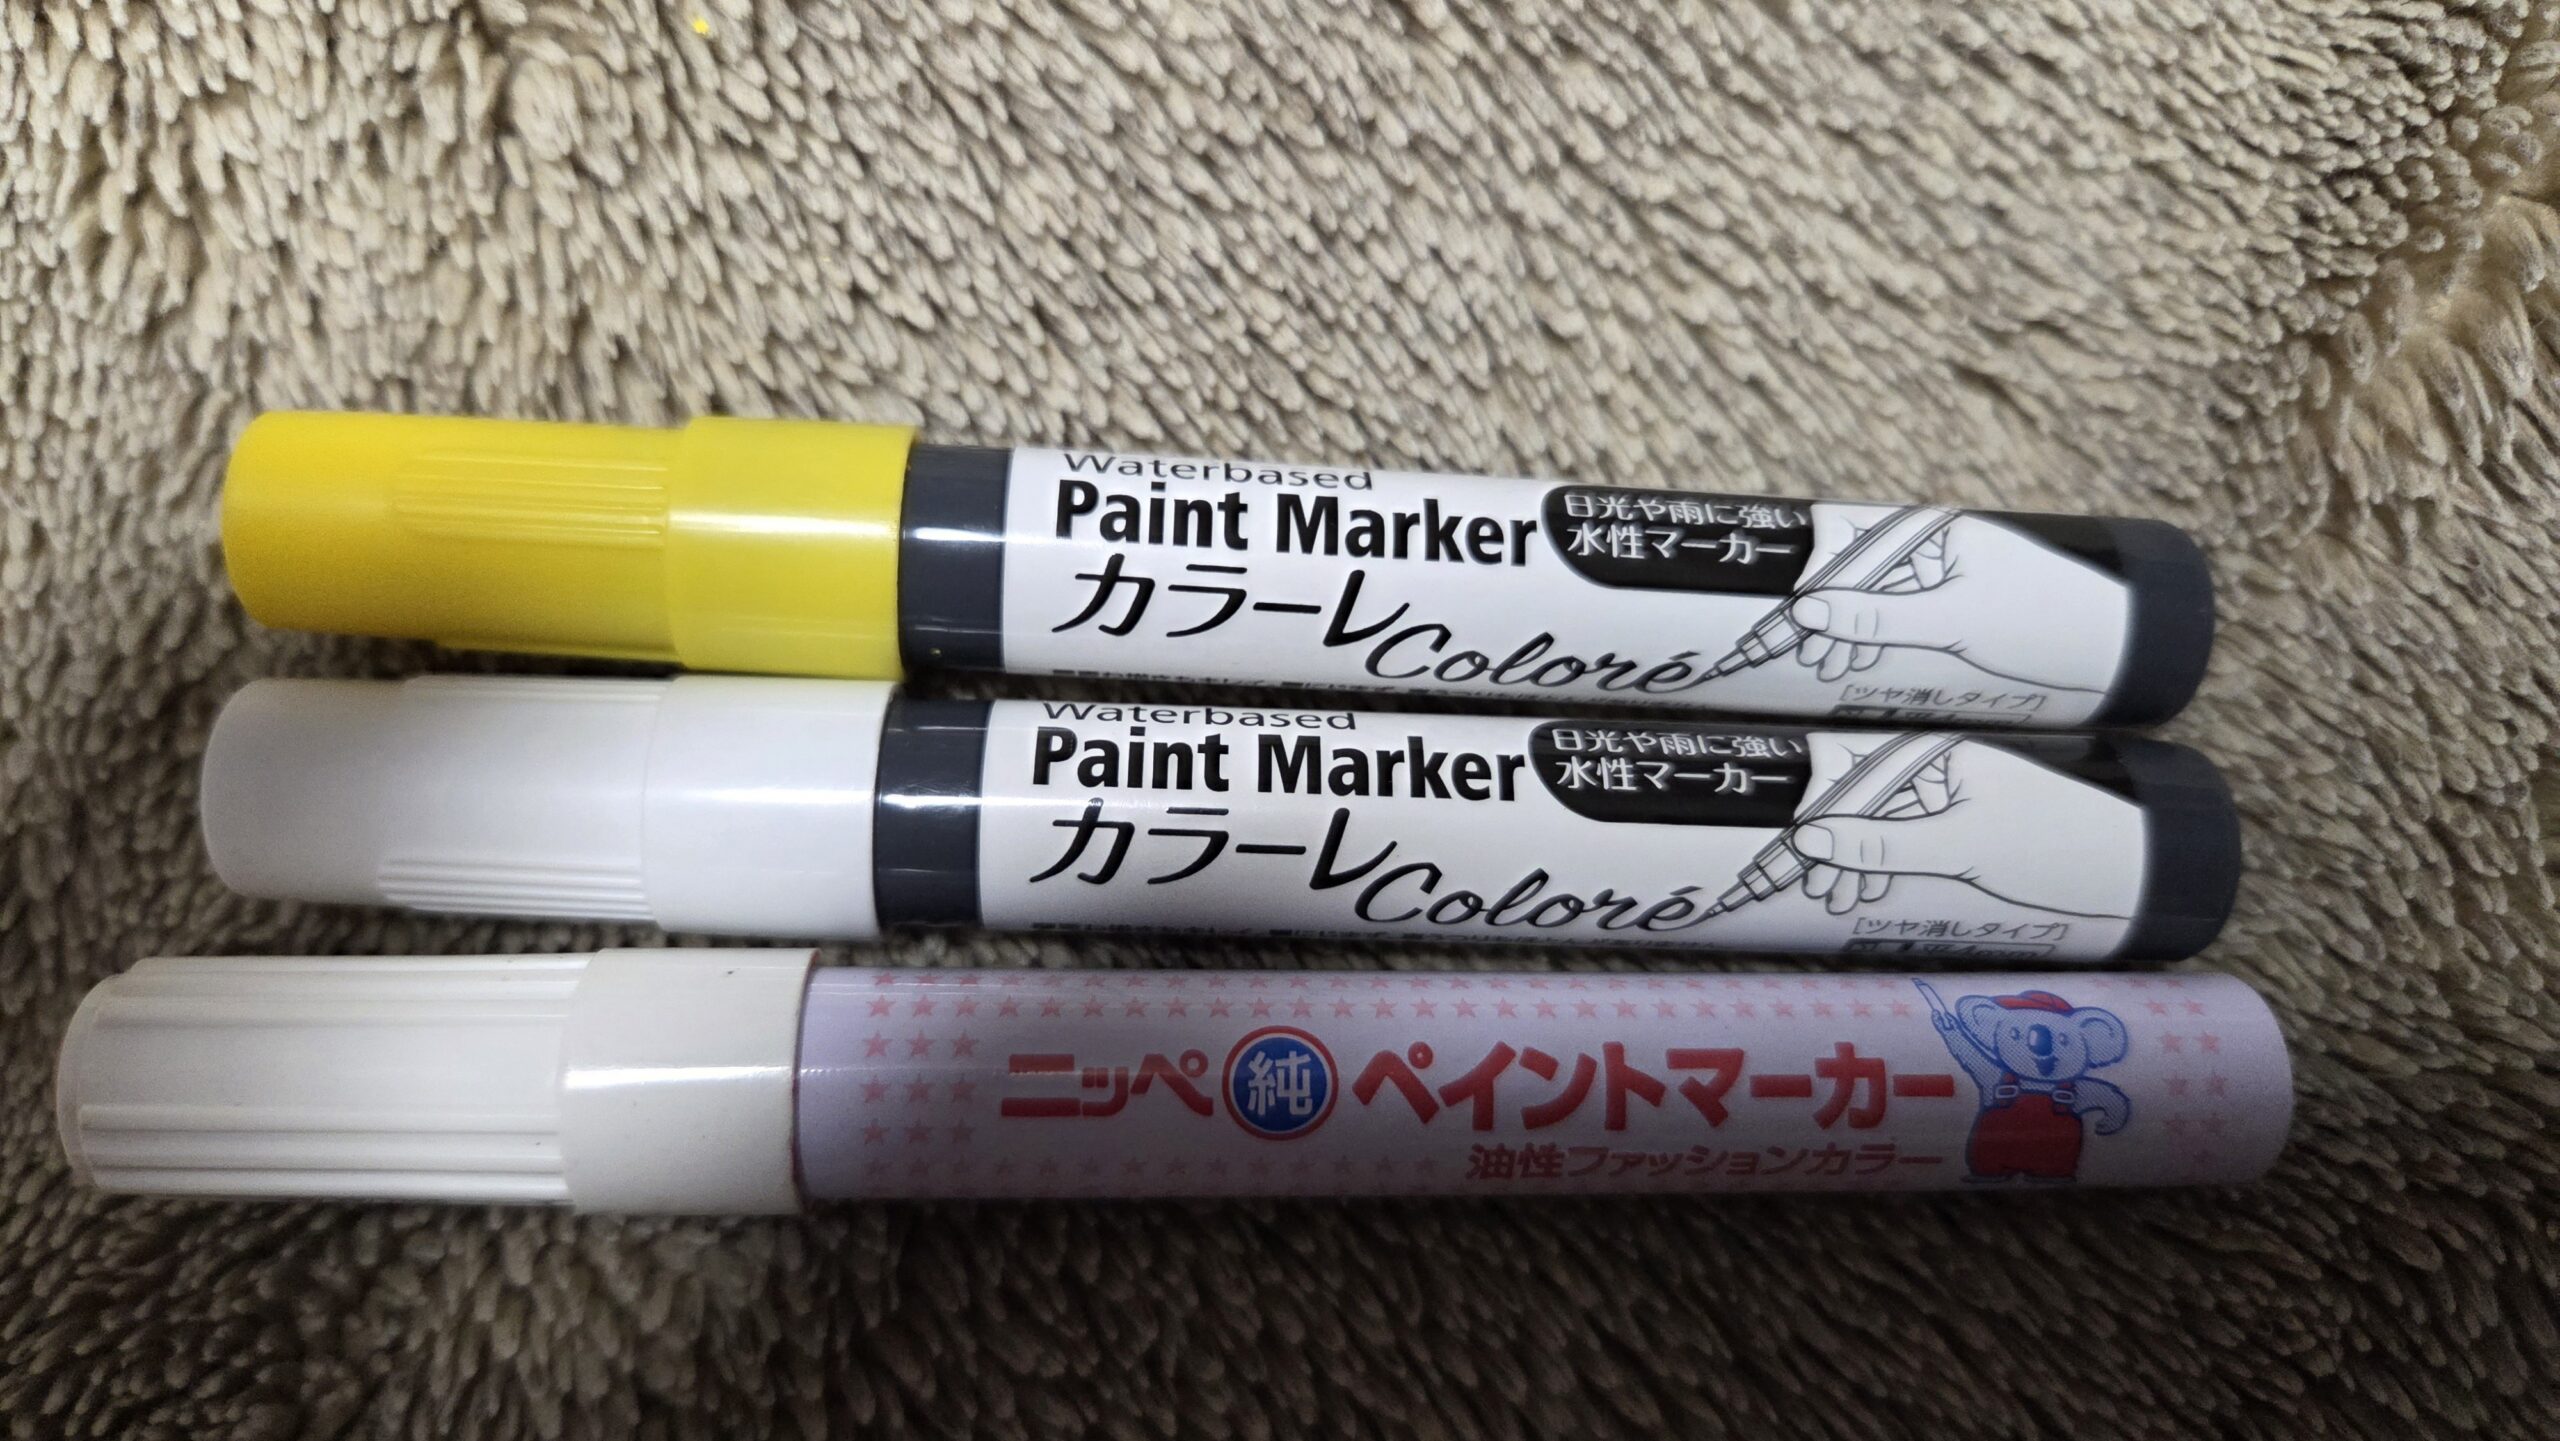 Waterbased
Paint Marker
カラーレ Coloré
日光や雨に強い
水性マーカー
[ツヤ消しタイプ]
Waterbased
Paint Marker
カラーレ Coloré
日光や雨に強い
水性マーカー
[ツヤ消しタイプ]
ニッペ 純 ペイントマーカー
油性ファッションカラー